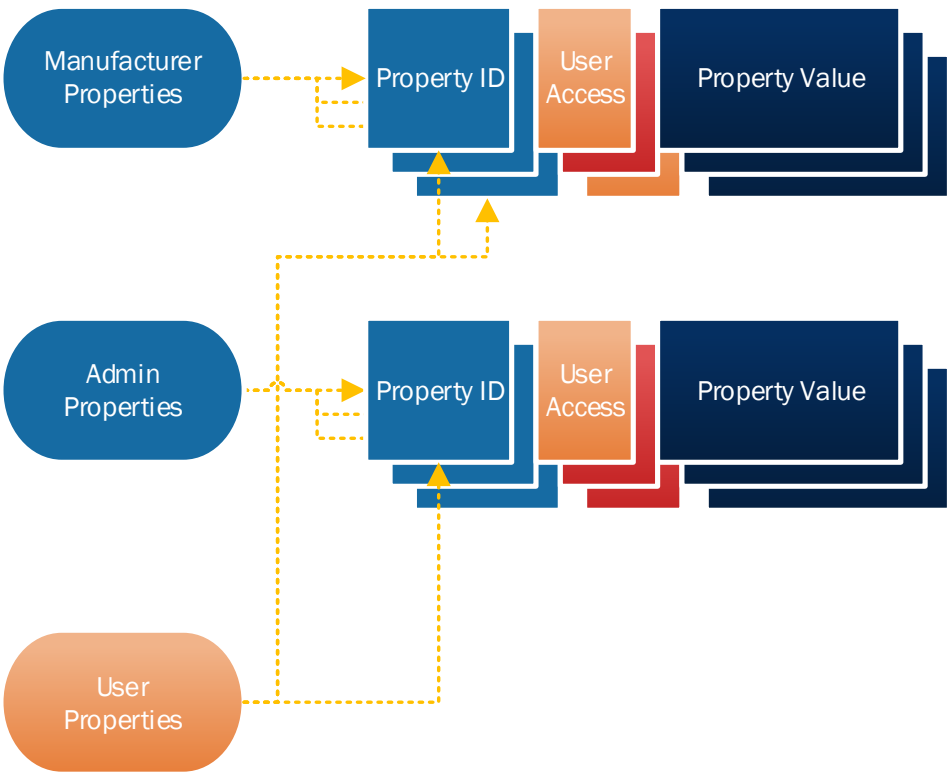 Manufacturer
Properties
Property ID
User
Access
Property Value
Admin
Properties
Property ID
User
Access
Property Value
User
Properties